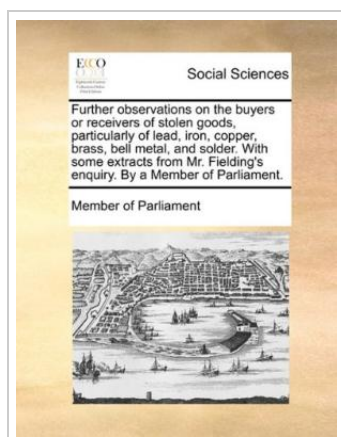 ECCO
Social Sciences
Further observations on the buyers
or receivers of stolen goods,
particularly of lead, iron, copper,
brass, bell metal, and solder. With
some extracts from Mr. Fielding's
enquiry. By a Member of Parliament.
Member of Parliament